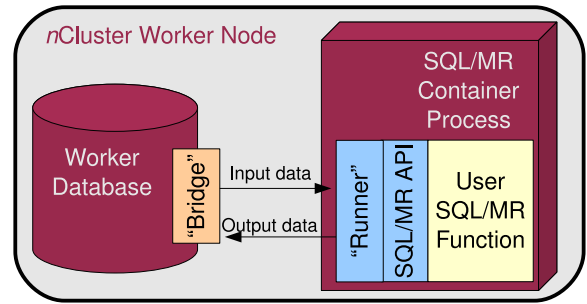 nCluster Worker Node
SQL/MR
Container
Process
Worker
Database
"Bridge"
Input data
Output data
"Runner"
SQL/MR API
User
SQL/MR
Function